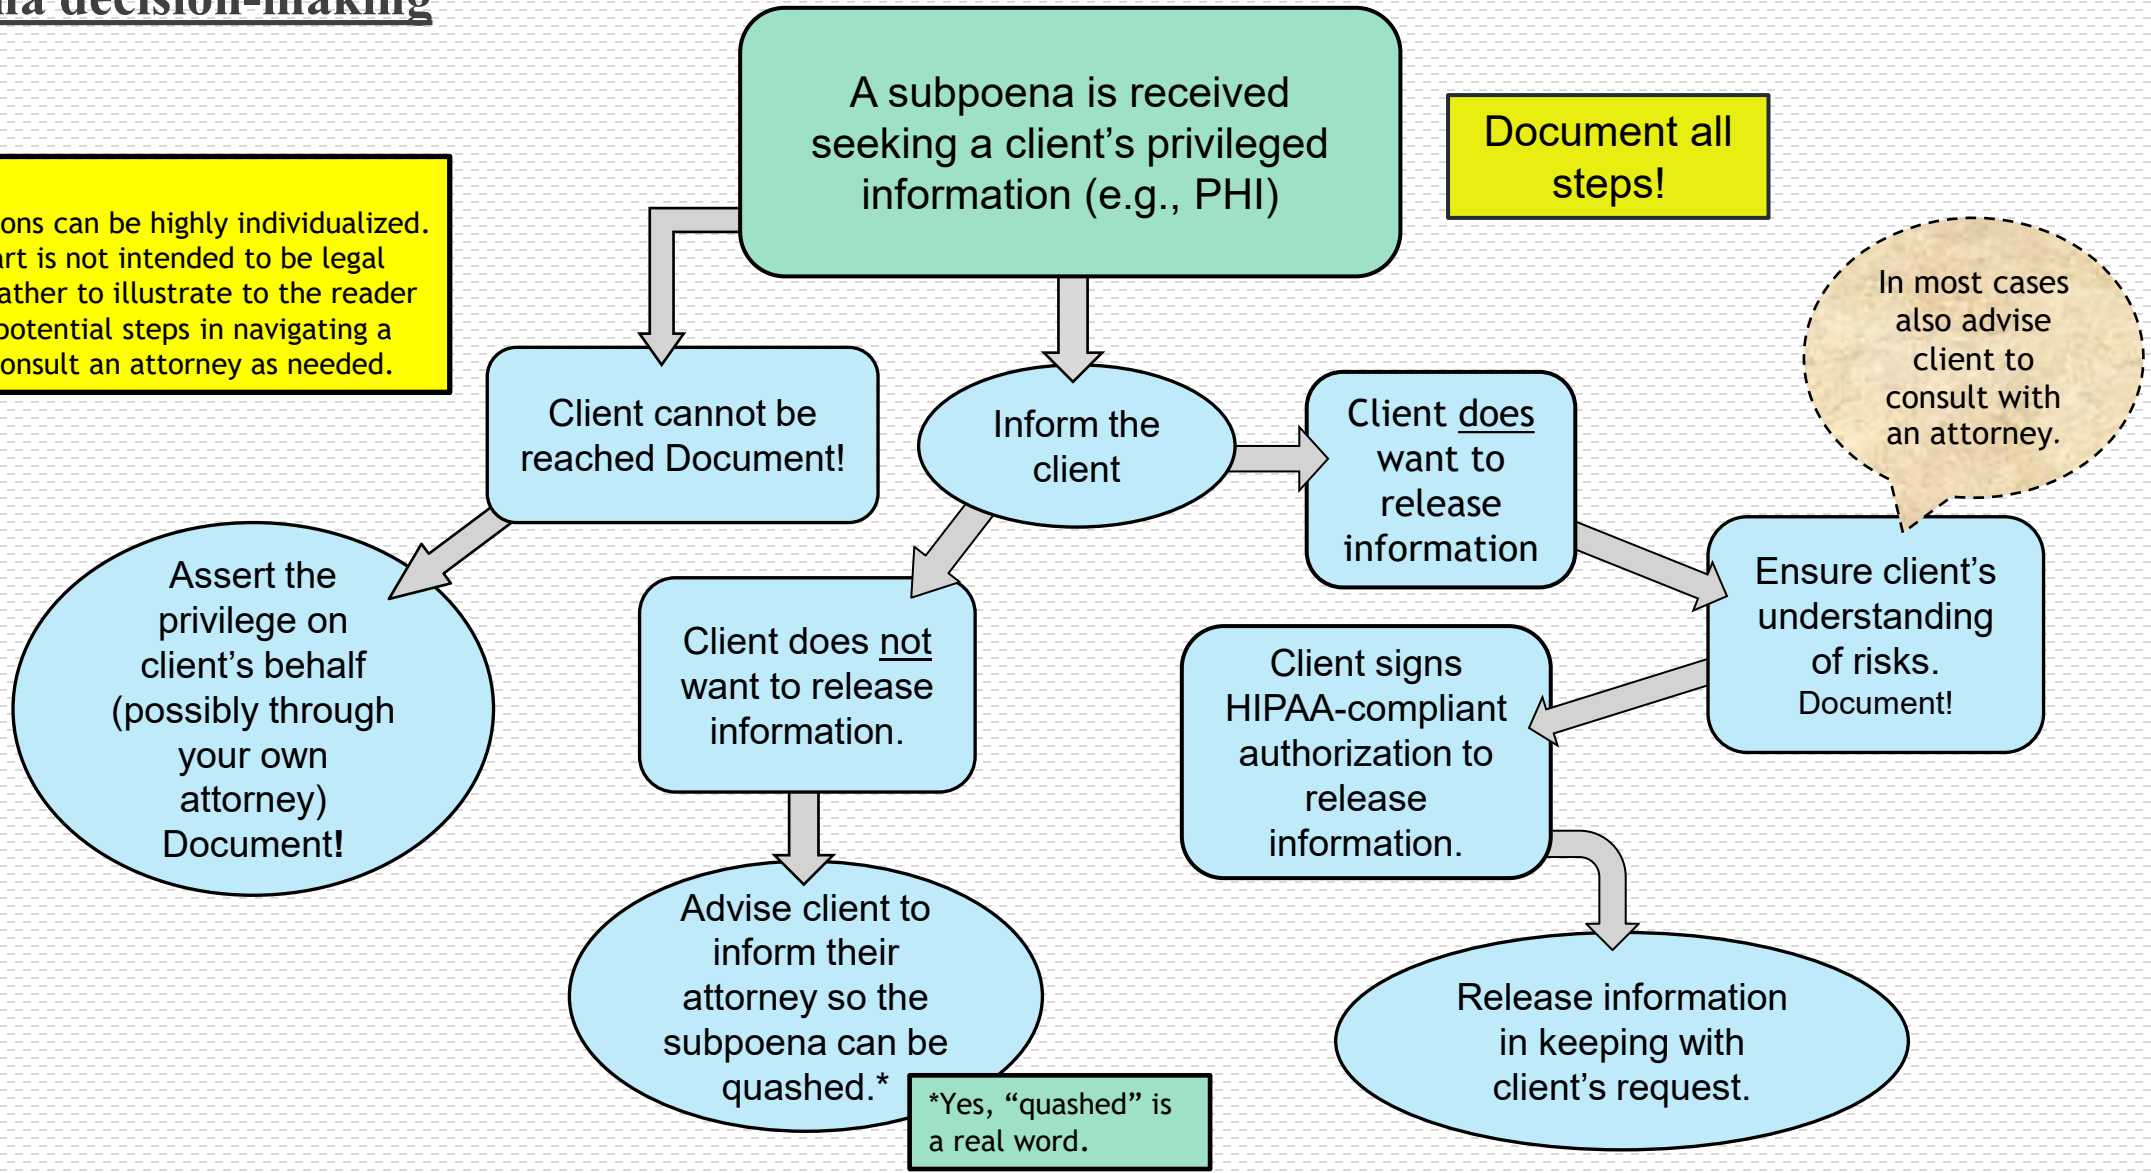 decision-making
A subpoena is received
seeking a client's privileged
information (e.g., PHI)
Document all
steps!
can be highly individualized.
is not intended to be legal
to illustrate to the reader
potential steps in navigating a
an attorney as needed.
In most cases
also advise
client to
consult with
an attorney.
Client cannot be
reached Document!
Inform the
client
Client does
want to
release
information
Assert the
privilege on
client's behalf
(possibly through
your own
attorney)
Document!
Client does not
want to release
information.
Ensure client's
understanding
of risks.
Document!
Client signs
HIPAA-compliant
authorization to
release
information.
Advise client to
inform their
attorney so the
subpoena can be
quashed.*
*Yes, “quashed” is
a real word.
Release information
in keeping with
client's request.